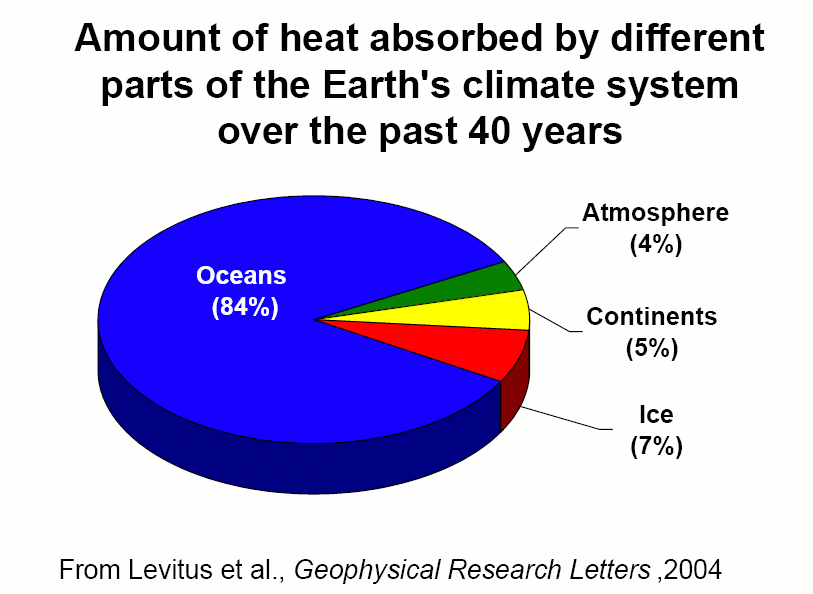 Amount of heat absorbed by different
parts of the Earth's climate system
over the past 40 years
Oceans
(84%)
Atmosphere
(4%)
Continents
(5%)
Ice
(7%)
From Levitus et al., Geophysical Research Letters ,2004